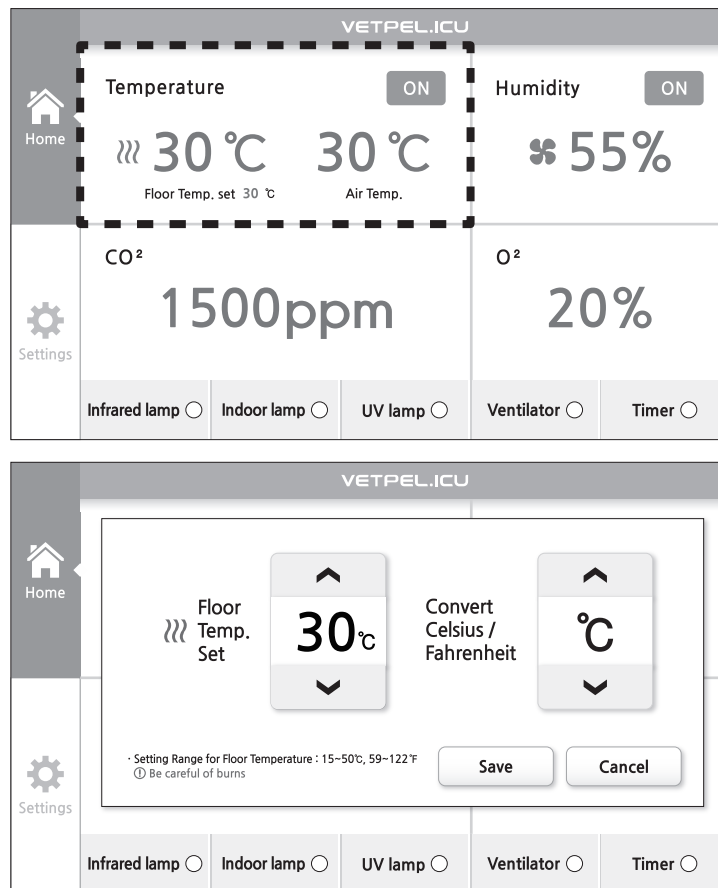 VETPEL.ICU
Home
Temperature ON
Humidity ON
30 ℃ 30 ℃
55%
Floor Temp. set 30 ℃ Air Temp.
CO²
1500ppm
O²
20%
Settings
Infrared lamp Indoor lamp UV lamp Ventilator Timer
VETPEL.ICU
Home
Floor
Temp.
Set
30℃
Convert
Celsius /
Fahrenheit
℃
· Setting Range for Floor Temperature : 15~50℃, 59~122℉
! Be careful of burns
Save Cancel
Settings
Infrared lamp Indoor lamp UV lamp Ventilator Timer